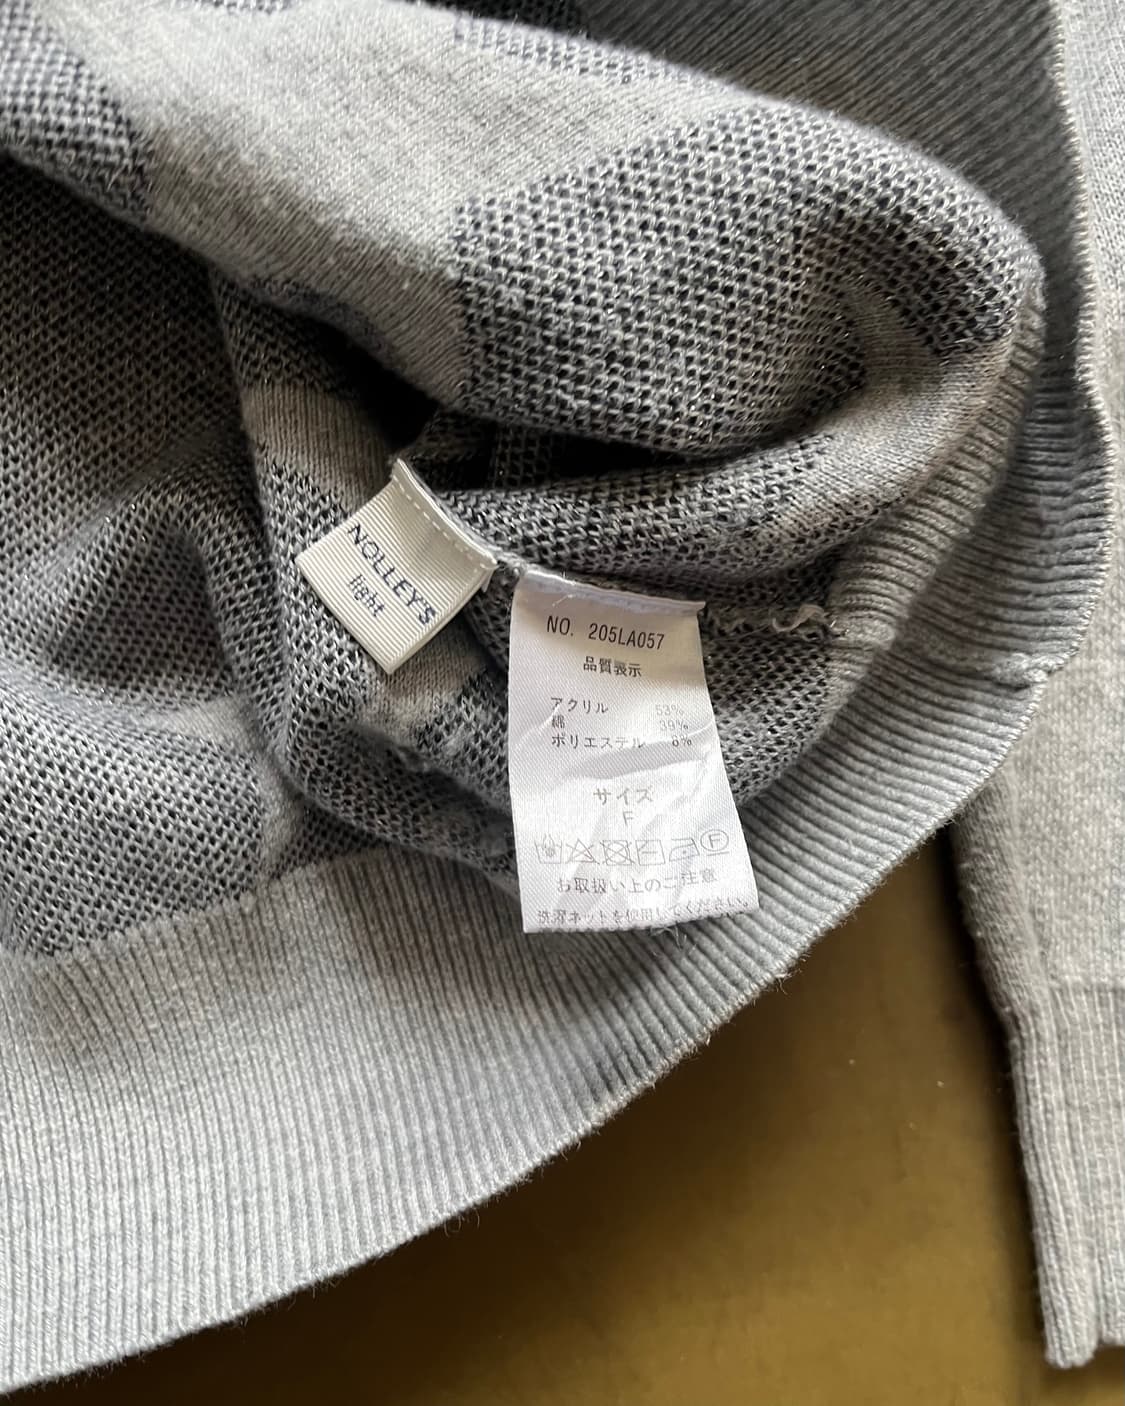 NOLLEY'S
light
NO. 205LA057
品質表示
アクリル 53%
綿 39%
ポリエステル 8%
サイズ
F
F
お取扱い上のご注意
洗濯ネットを使用してください。